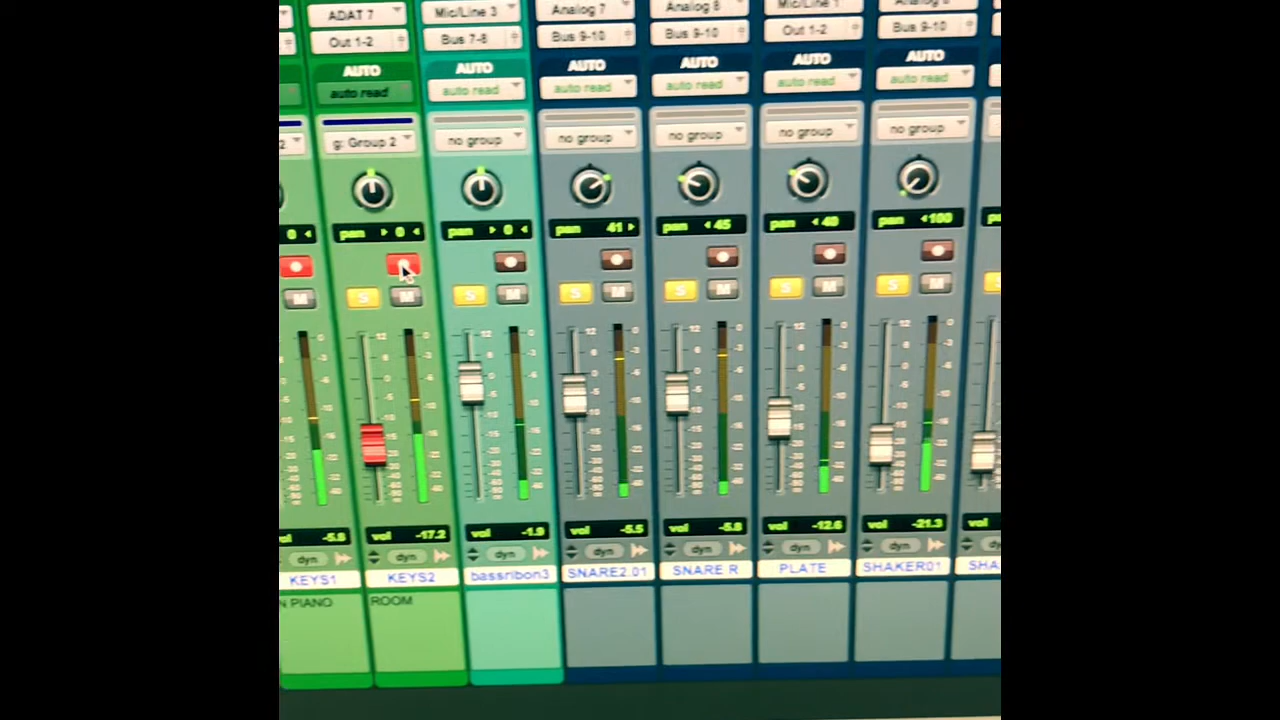 ADAT 7 Mic/Line 3 Analog 7 Analog 8 Mic/Line 1
Out 1-2 Bus 7-8 Bus 9-10 Bus 9-10 Out 1-2 Bus 9-10
AUTO AUTO AUTO AUTO AUTO AUTO
auto read auto read auto read auto read auto read auto read
g: Group 2 no group no group no group no group no group
0 pan 0 pan 0 pan 41 pan 45 pan 40 pan 100
M S M S M S M S M S M S M
vol -5.8 vol -17.2 vol -1.9 vol -5.5 vol -5.8 vol -12.6 vol -21.3 vol
dyn dyn dyn dyn dyn dyn dyn
KEYS1 KEYS2 bassribon3 SNARE2.01 SNARE R PLATE SHAKER01 SHA
N PIANO ROOM